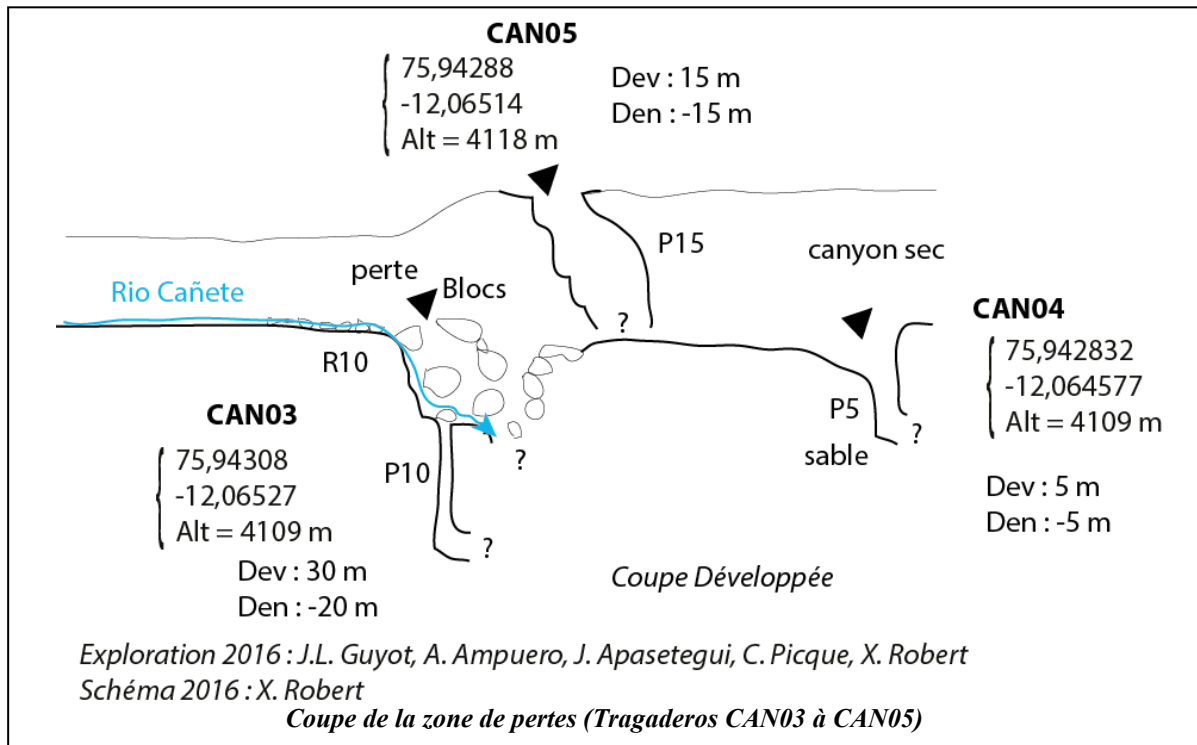 CAN05
75,94288
-12,06514
Alt = 4118 m
Dev : 15 m
Den : -15 m
P15
canyon sec
perte
Blocs
Rio Cañete
CAN04
75,942832
-12,064577
Alt = 4109 m
?
R10
P5
?
CAN03
sable
75,94308
-12,06527
Alt = 4109 m
P10
?
Dev : 5 m
Den : -5 m
?
Dev : 30 m
Den : -20 m
Coupe Développée
Exploration 2016 : J.L. Guyot, A. Ampuero, J. Apasetegui, C. Picque, X. Robert
Schéma 2016 : X. Robert
Coupe de la zone de pertes (Tragaderos CAN03 à CAN05)